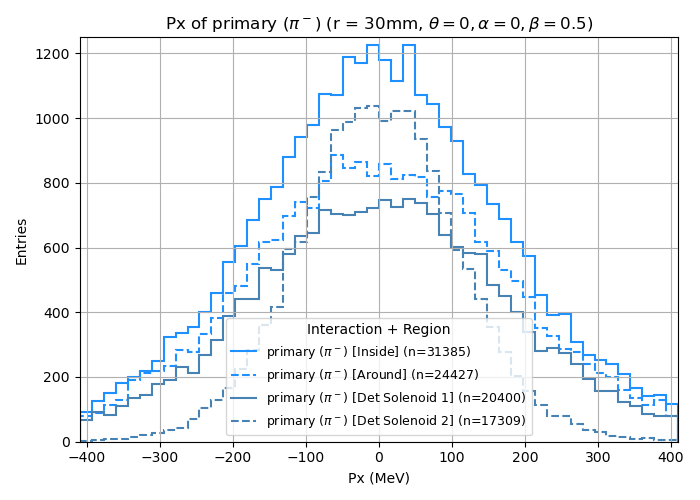 Px of primary (π⁻) (r = 30mm, θ = 0, α = 0, β = 0.5)
Entries
1200
1000
800
600
400
200
0
Interaction + Region
primary (π⁻) [Inside] (n=31385)
primary (π⁻) [Around] (n=24427)
primary (π⁻) [Det Solenoid 1] (n=20400)
primary (π⁻) [Det Solenoid 2] (n=17309)
−400 −300 −200 −100 0 100 200 300 400
Px (MeV)